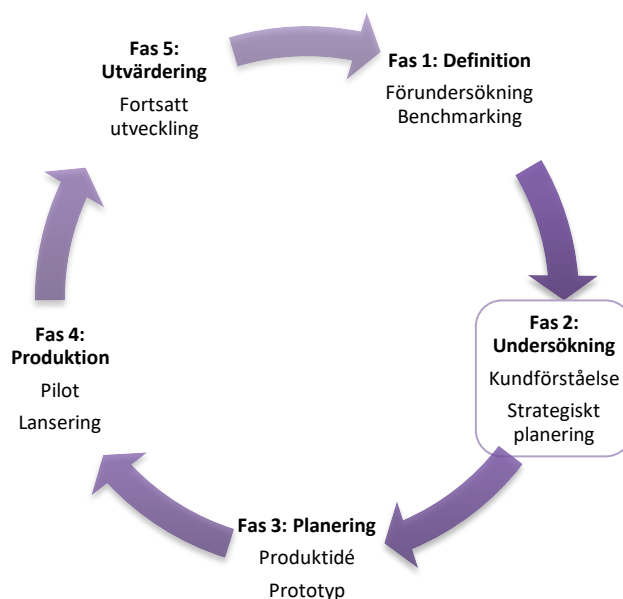 Fas 1: Definition
Förundersökning
Benchmarking
Fas 2:
Undersökning
Kundförståelse
Strategiskt
planering
Fas 3: Planering
Produktidé
Prototyp
Fas 4:
Produktion
Pilot
Lansering
Fas 5:
Utvärdering
Fortsatt
utveckling